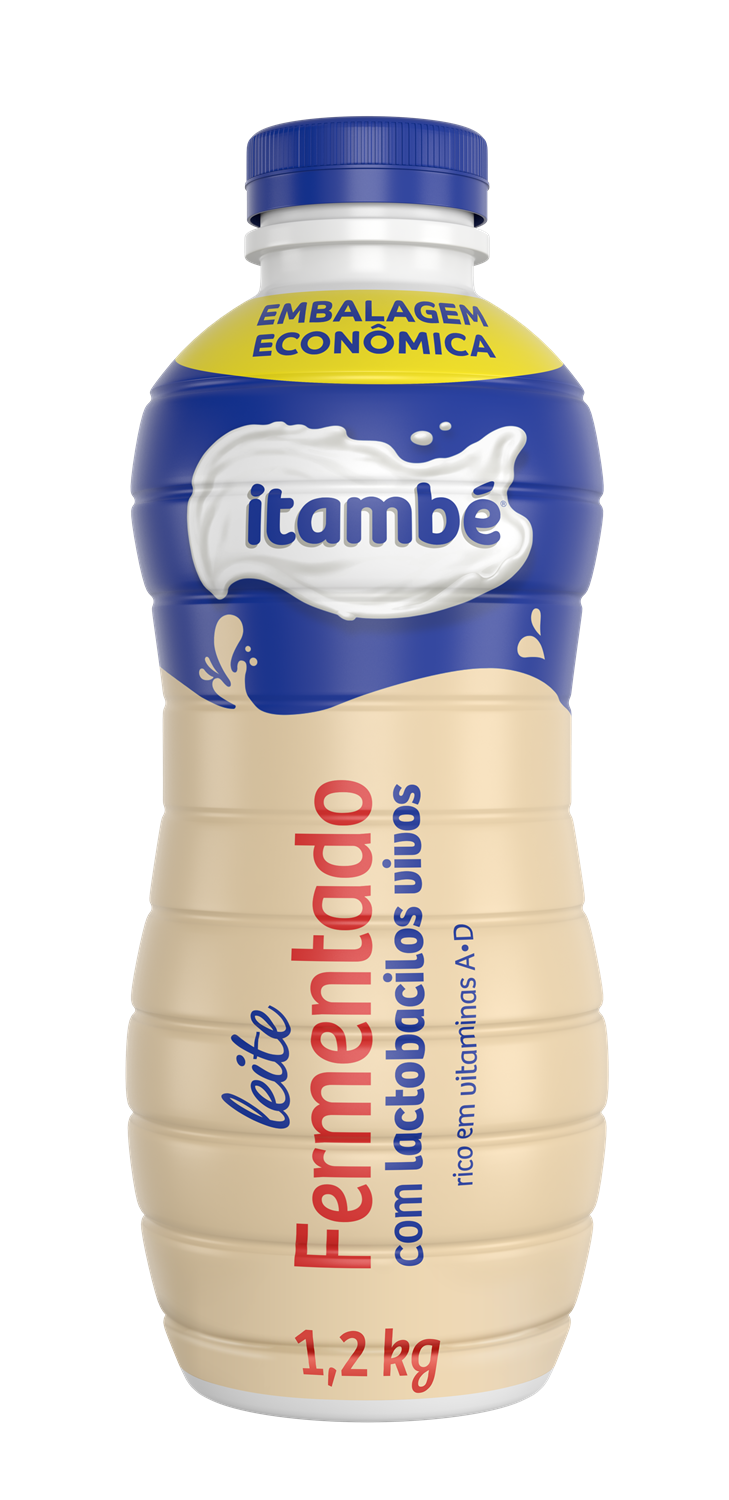 EMBALAGEM
ECONÔMICA
itambé
leite
Fermentado
com lactobacilos vivos
rico em vitaminas A•D
1,2 kg